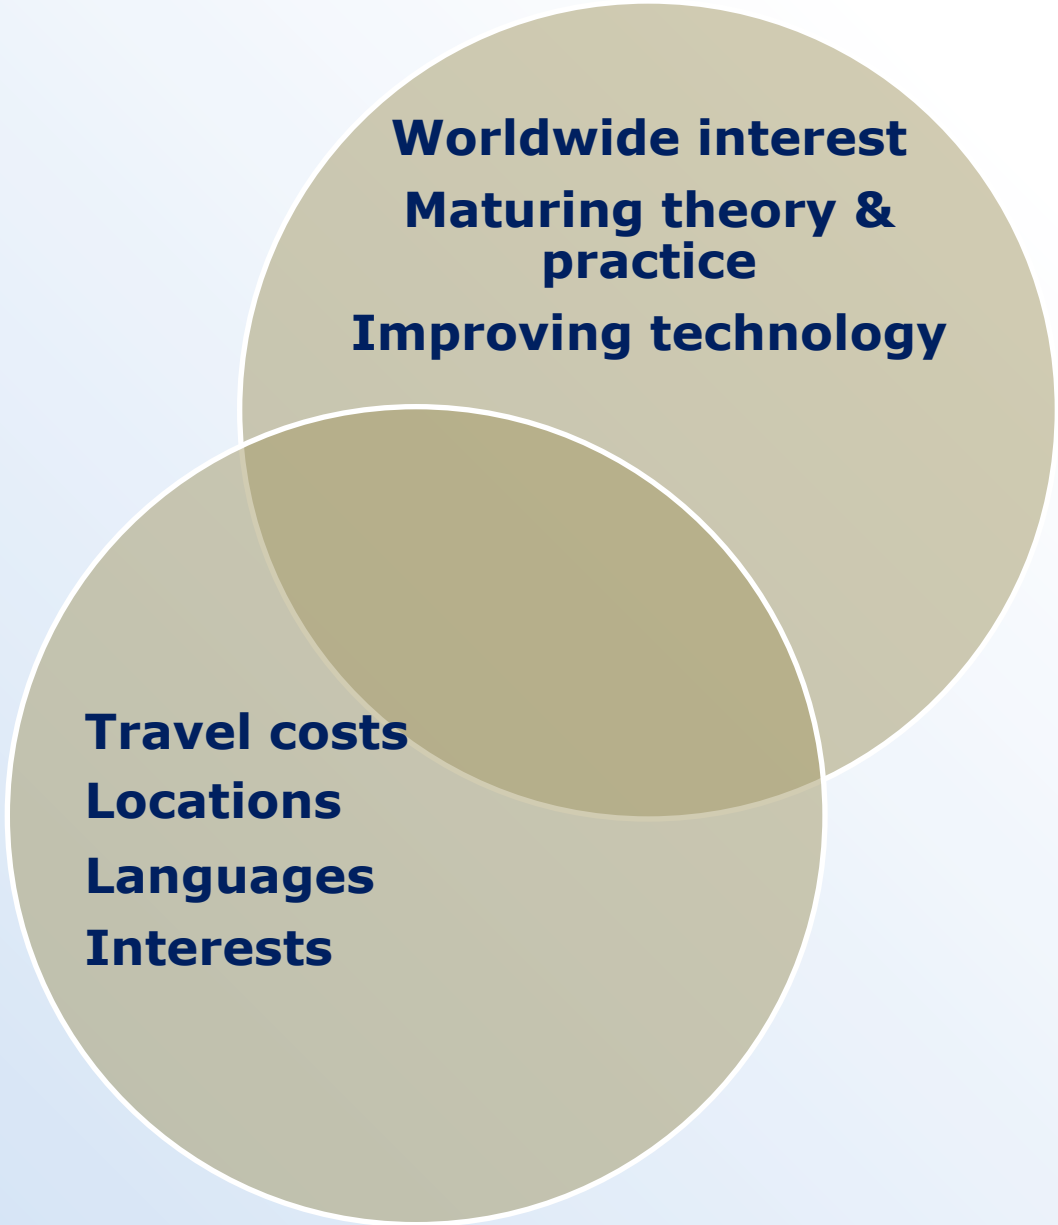 Worldwide interest
Maturing theory &
practice
Improving technology
Travel costs
Locations
Languages
Interests